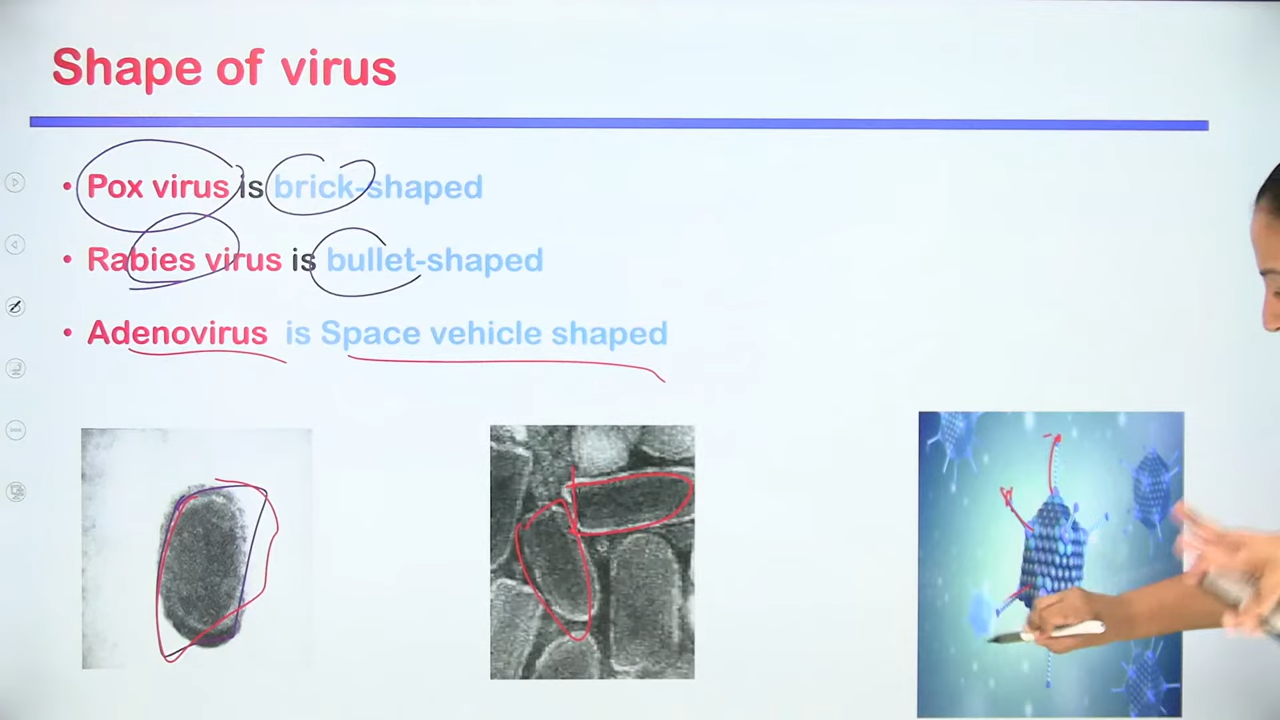 Shape of virus
• Pox virus is brick-shaped
• Rabies virus is bullet-shaped
• Adenovirus is Space vehicle shaped